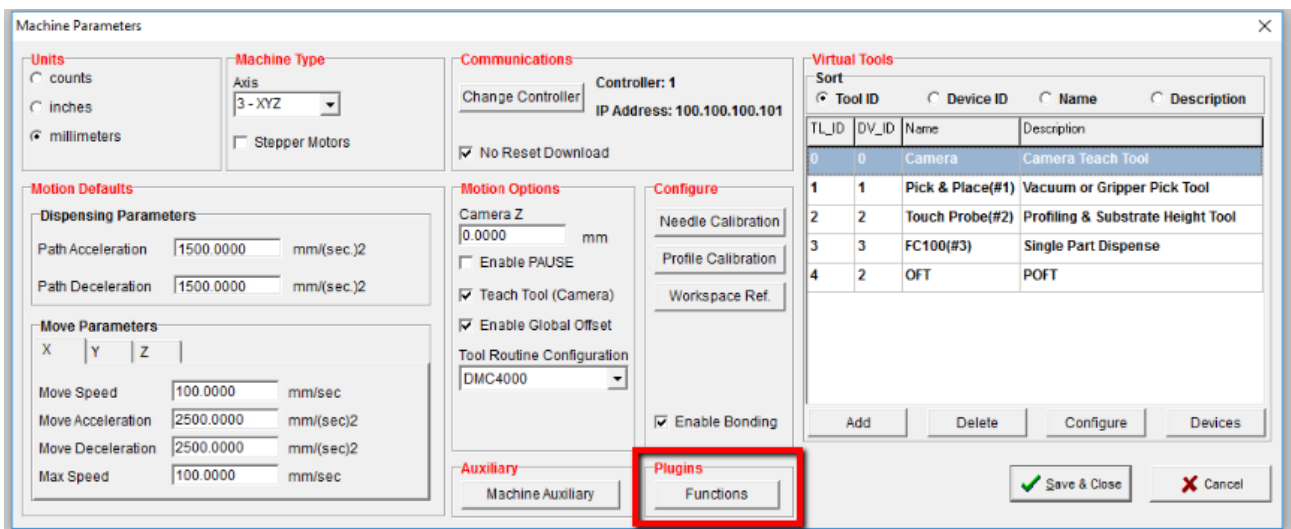 Machine Parameters
Units
counts
inches
millimeters
Machine Type
Axis
3 - XYZ
Stepper Motors
Communications
Change Controller
Controller: 1
IP Address: 100.100.100.101
No Reset Download
Virtual Tools
Sort
Tool ID Device ID Name Description
TL_ID DV_ID Name Description
0 0 Camera Camera Teach Tool
1 1 Pick & Place(#1) Vacuum or Gripper Pick Tool
2 2 Touch Probe(#2) Profiling & Substrate Height Tool
3 3 FC100(#3) Single Part Dispense
4 2 OFT POFT
Add Delete Configure Devices
Motion Defaults
Dispensing Parameters
Path Acceleration 1500.0000 mm/(sec.)2
Path Deceleration 1500.0000 mm/(sec.)2
Move Parameters
X Y Z
Move Speed 100.0000 mm/sec
Move Acceleration 2500.0000 mm/(sec)2
Move Deceleration 2500.0000 mm/(sec)2
Max Speed 100.0000 mm/sec
Motion Options
Camera Z
0.0000 mm
Enable PAUSE
Teach Tool (Camera)
Enable Global Offset
Tool Routine Configuration
DMC4000
Configure
Needle Calibration
Profile Calibration
Workspace Ref.
Enable Bonding
Auxiliary
Machine Auxiliary
Plugins
Functions
Save & Close
Cancel